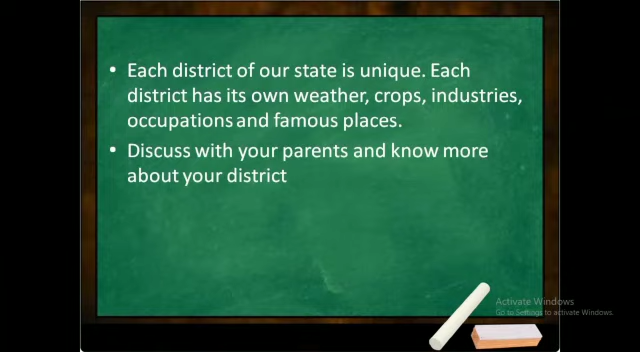 • Each district of our state is unique. Each
district has its own weather, crops, industries,
occupations and famous places.
• Discuss with your parents and know more
about your district
Activate Windows
Go to Settings to activate Windows.